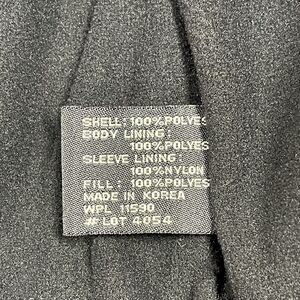 SHELL: 100%POLYES
BODY LINING:
100%POLYES
SLEEVE LINING:
100%NYLON
FILL: 100%POLYES
MADE IN KOREA
WPL 11590
# LOT 4054